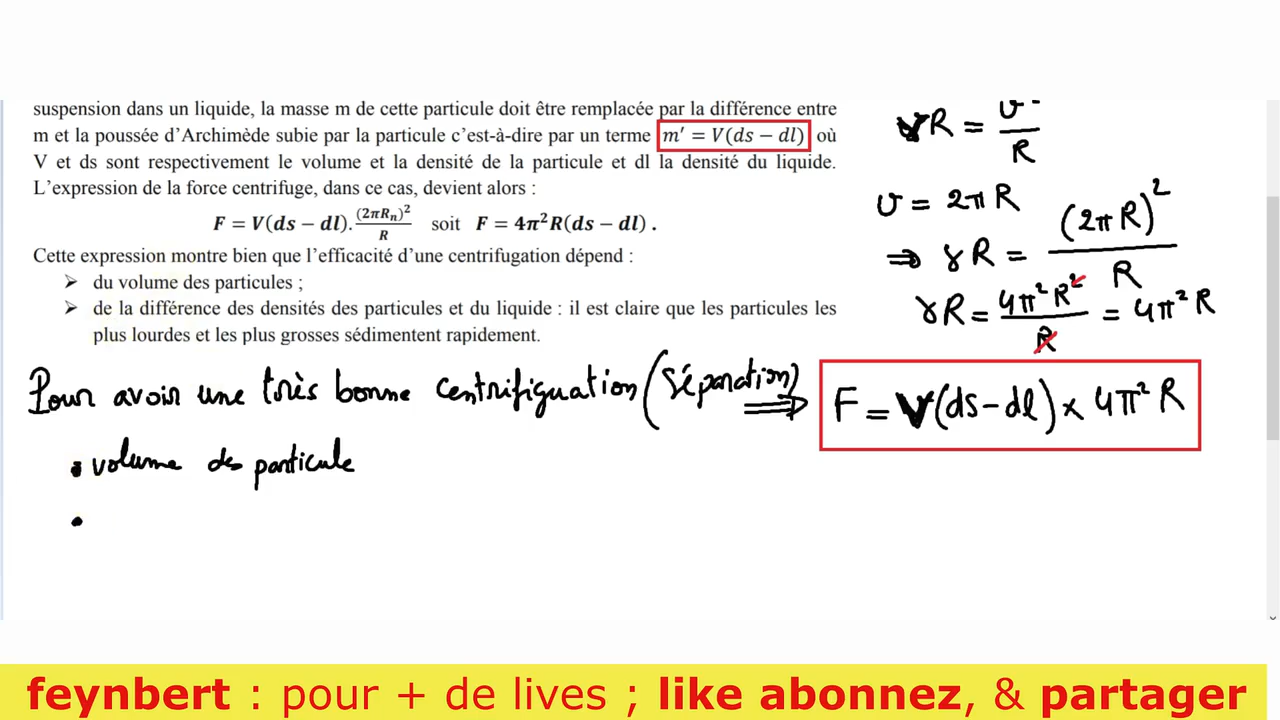 suspension dans un liquide, la masse m de cette particule doit être remplacée par la différence entre
m et la poussée d'Archimède subie par la particule c'est-à-dire par un terme m' = V(ds − dl) où
V et ds sont respectivement le volume et la densité de la particule et dl la densité du liquide.
L'expression de la force centrifuge, dans ce cas, devient alors :
F = V(ds − dl).(2πRₙ)²/R soit F = 4π²R(ds − dl) .
Cette expression montre bien que l'efficacité d'une centrifugation dépend :
➢ du volume des particules ;
➢ de la différence des densités des particules et du liquide : il est claire que les particules les
plus lourdes et les plus grosses sédimentent rapidement.
γR = v²/R
v = 2πR
⇒ γR = (2πR)²/R
γR = 4π²R²/R = 4π²R
Pour avoir une très bonne centrifiguation (séparation) ⇒ F = V(ds−dl) × 4π²R
• volume des particule
•
feynbert : pour + de lives ; like abonnez, & partager